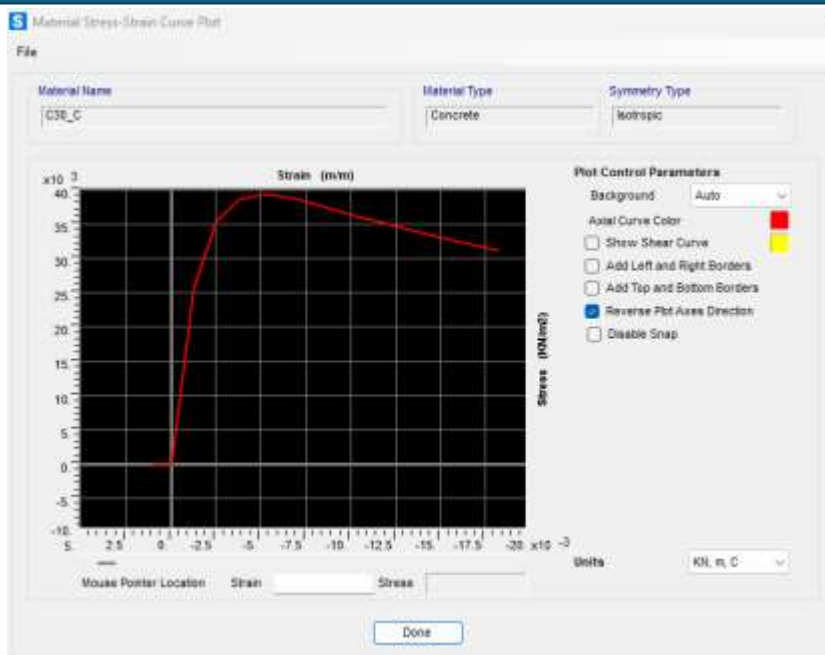 S Material Stress-Strain Curve Plot
File
Material Name
C30_C
Material Type
Concrete
Symmetry Type
Isotropic
x10 3
Strain (m/m)
40.
35.
30.
25.
20.
15.
10.
5.
0.
-5.
-10.
5. 2.5 0. -2.5 -5. -7.5 -10. -12.5 -15. -17.5 -20. x10 -3
Stress (KN/m2)
Plot Control Parameters
Background Auto
Axial Curve Color
Show Shear Curve
Add Left and Right Borders
Add Top and Bottom Borders
Reverse Plot Axes Direction
Disable Snap
Mouse Pointer Location Strain Stress
Units KN, m, C
Done